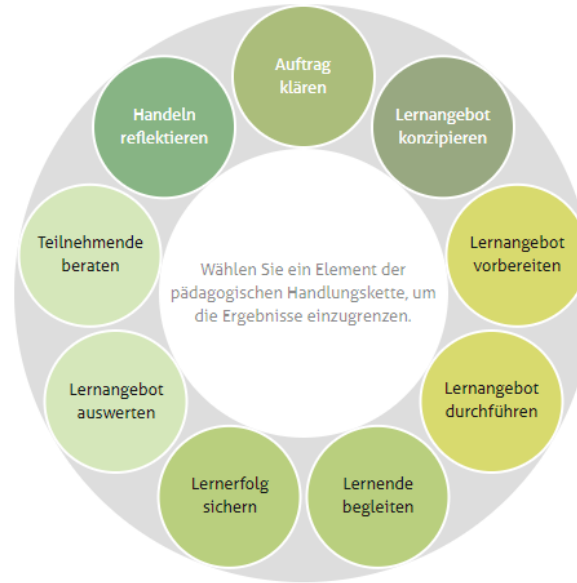 Auftrag
klären
Lernangebot
konzipieren
Lernangebot
vorbereiten
Lernangebot
durchführen
Lernende
begleiten
Lernerfolg
sichern
Lernangebot
auswerten
Teilnehmende
beraten
Handeln
reflektieren
Wählen Sie ein Element der
pädagogischen Handlungskette, um
die Ergebnisse einzugrenzen.